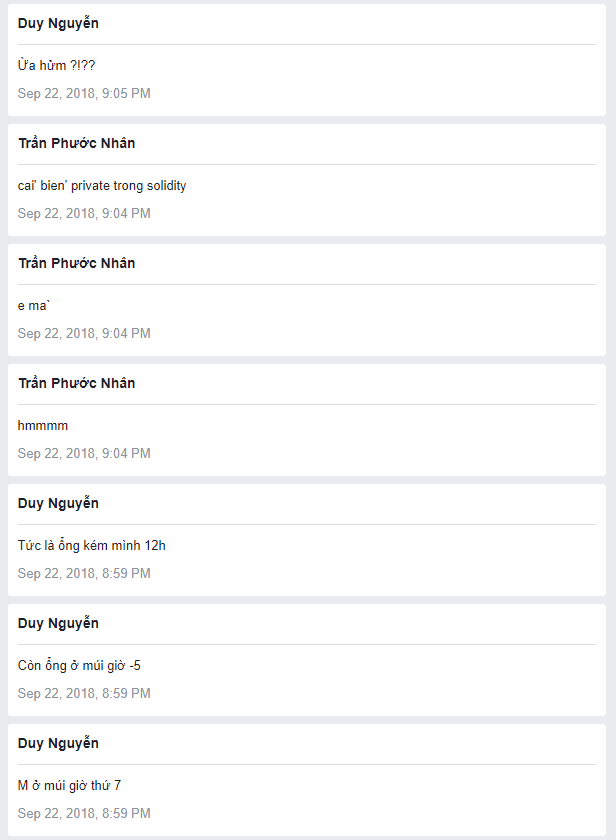 Duy Nguyễn
Ừa hửm ?!??
Sep 22, 2018, 9:05 PM
Trần Phước Nhân
cai' bien' private trong solidity
Sep 22, 2018, 9:04 PM
Trần Phước Nhân
e ma`
Sep 22, 2018, 9:04 PM
Trần Phước Nhân
hmmmm
Sep 22, 2018, 9:04 PM
Duy Nguyễn
Tức là ổng kém mình 12h
Sep 22, 2018, 8:59 PM
Duy Nguyễn
Còn ổng ở múi giờ -5
Sep 22, 2018, 8:59 PM
Duy Nguyễn
M ở múi giờ thứ 7
Sep 22, 2018, 8:59 PM